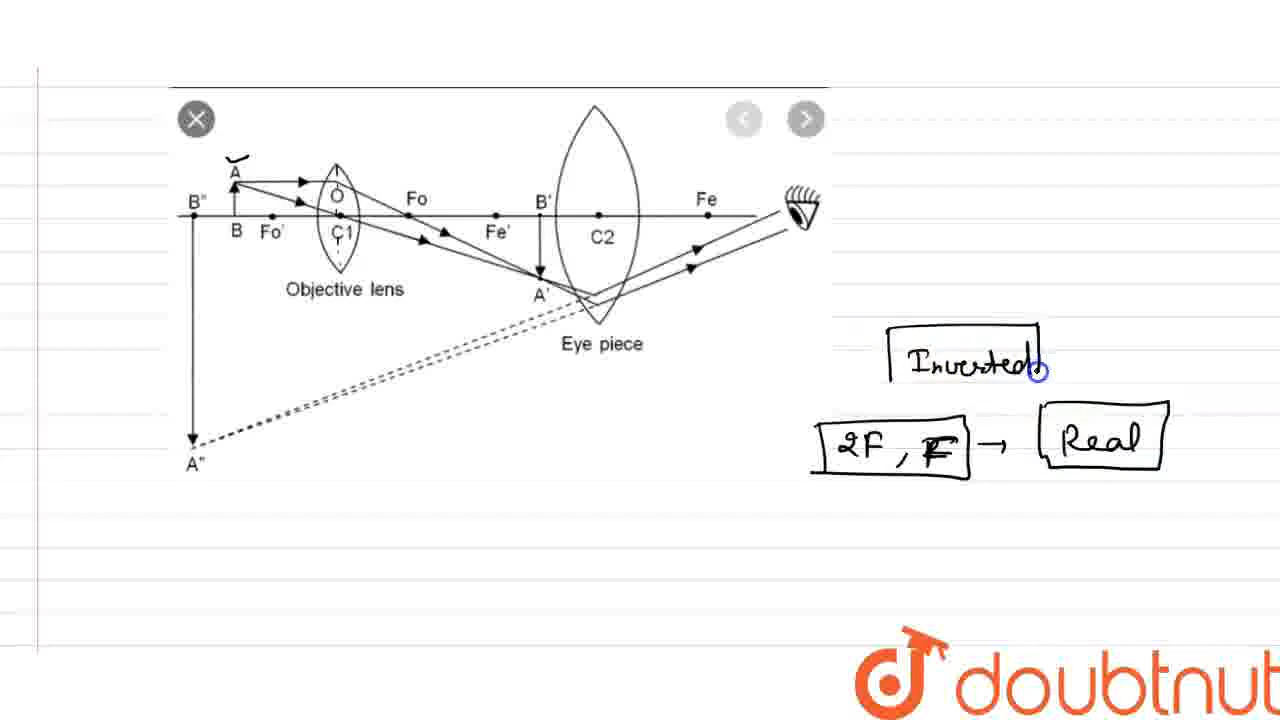 A
B" O Fo B' Fe
B Fo' C1 Fe' C2
Objective lens A'
Eye piece
Inverted
2F, F → Real
A"
doubtnut